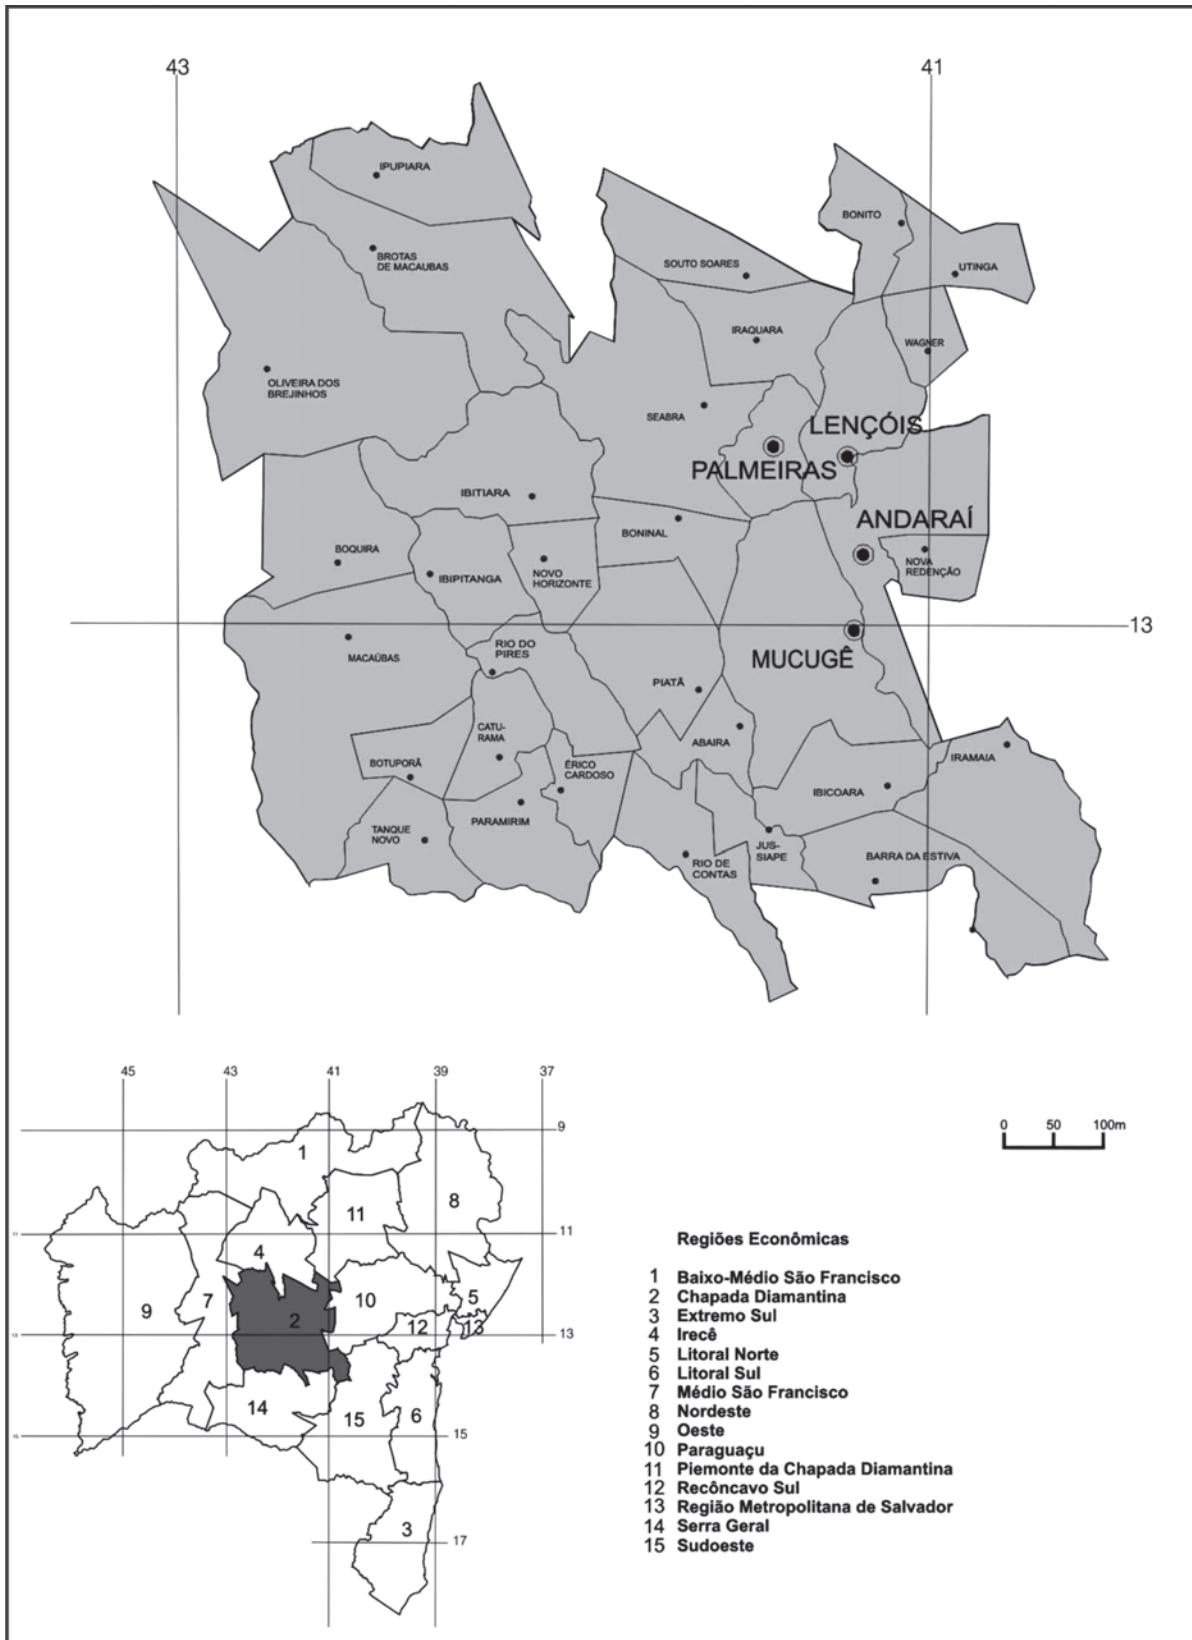 43
41
IPUPIARA
BROTAS
DE MACAUBAS
SOUTO SOARES
BONITO
UTINGA
IRAQUARA
WAGNER
OLIVEIRA DOS
BREJINHOS
SEABRA
LENÇÓIS
PALMEIRAS
IBITIARA
ANDARAÍ
BONINAL
BOQUIRA
IBIPITANGA
NOVO
HORIZONTE
NOVA
REDENÇÃO
13
MACAÚBAS
RIO DO
PIRES
MUCUGÊ
PIATÃ
CATU-
RAMA
ABAIRA
IRAMAIA
BOTUPORÃ
ÉRICO
CARDOSO
IBICOARA
PARAMIRIM
TANQUE
NOVO
JUS-
SIAPE
BARRA DA ESTIVA
RIO DE
CONTAS
45
43
41
39
37
9
1
8
11
11
4
7
2
10
5
9
12
13
13
14
15
6
15
3
17
0 50 100m
Regiões Econômicas
1 Baixo-Médio São Francisco
2 Chapada Diamantina
3 Extremo Sul
4 Irecê
5 Litoral Norte
6 Litoral Sul
7 Médio São Francisco
8 Nordeste
9 Oeste
10 Paraguaçu
11 Piemonte da Chapada Diamantina
12 Recôncavo Sul
13 Região Metropolitana de Salvador
14 Serra Geral
15 Sudoeste